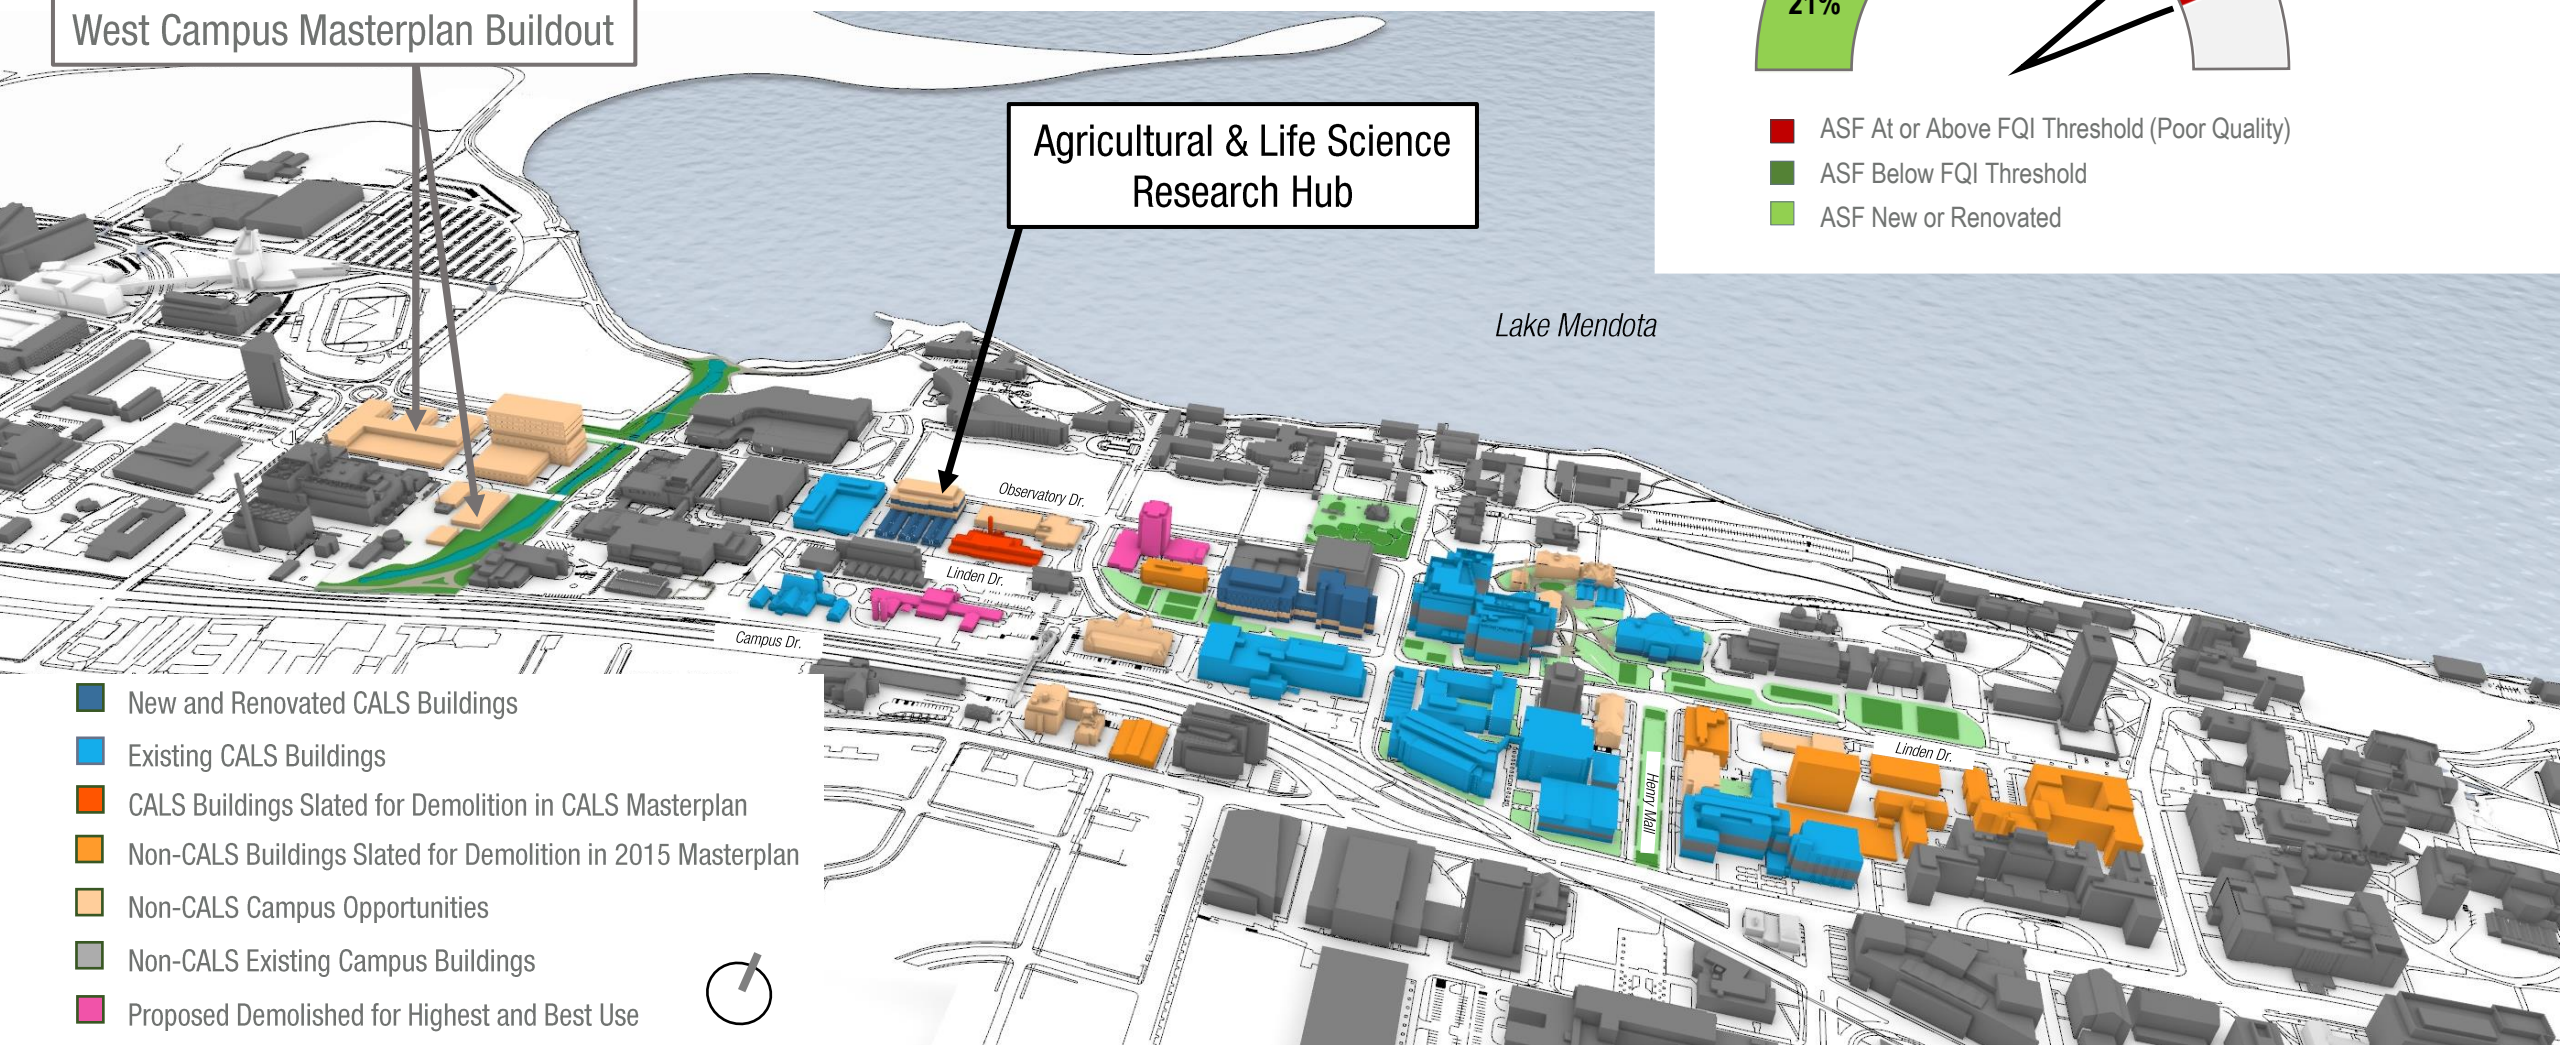 West Campus Masterplan Buildout
21%
ASF At or Above FQI Threshold (Poor Quality)
ASF Below FQI Threshold
ASF New or Renovated
Agricultural & Life Science
Research Hub
Lake Mendota
Observatory Dr.
Linden Dr.
Campus Dr.
Linden Dr.
Henry Mall
New and Renovated CALS Buildings
Existing CALS Buildings
CALS Buildings Slated for Demolition in CALS Masterplan
Non-CALS Buildings Slated for Demolition in 2015 Masterplan
Non-CALS Campus Opportunities
Non-CALS Existing Campus Buildings
Proposed Demolished for Highest and Best Use